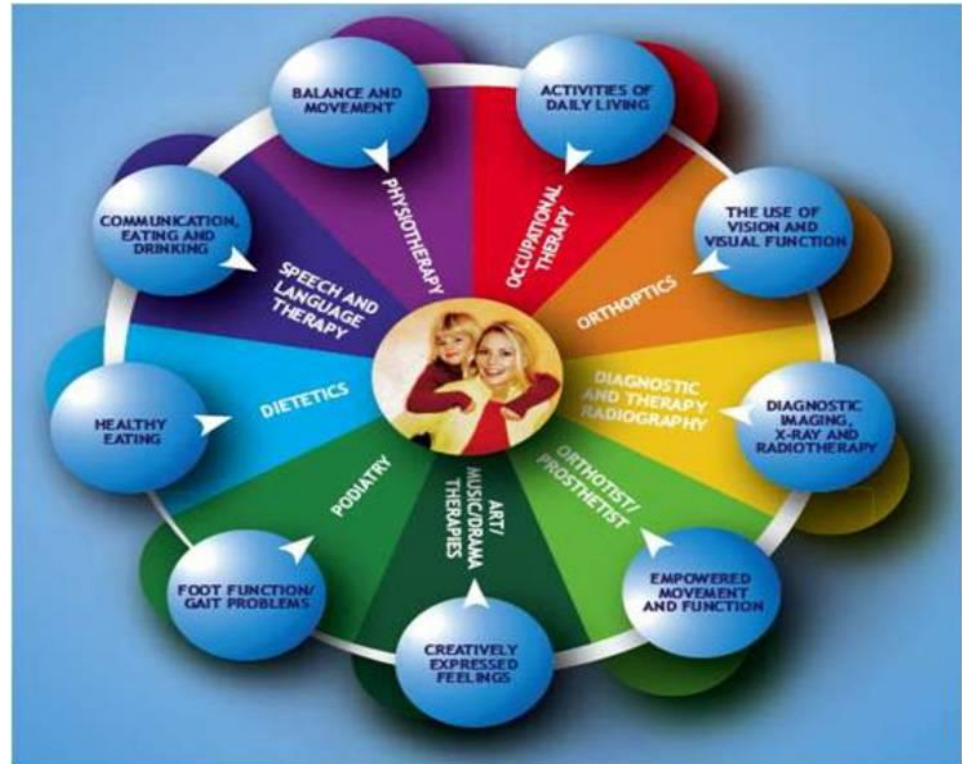 BALANCE AND
MOVEMENT
ACTIVITIES OF
DAILY LIVING
THE USE OF
VISION AND
VISUAL FUNCTION
DIAGNOSTIC
IMAGING,
X-RAY AND
RADIOTHERAPY
EMPOWERED
MOVEMENT
AND FUNCTION
CREATIVELY
EXPRESSED
FEELINGS
FOOT FUNCTION/
GAIT PROBLEMS
HEALTHY
EATING
COMMUNICATION,
EATING AND
DRINKING
PHYSIOTHERAPY
OCCUPATIONAL
THERAPY
ORTHOPTICS
DIAGNOSTIC
AND THERAPY
RADIOGRAPHY
ORTHOTIST/
PROSTHETIST
ART/
MUSIC/DRAMA
THERAPIES
PODIATRY
DIETETICS
SPEECH AND
LANGUAGE
THERAPY